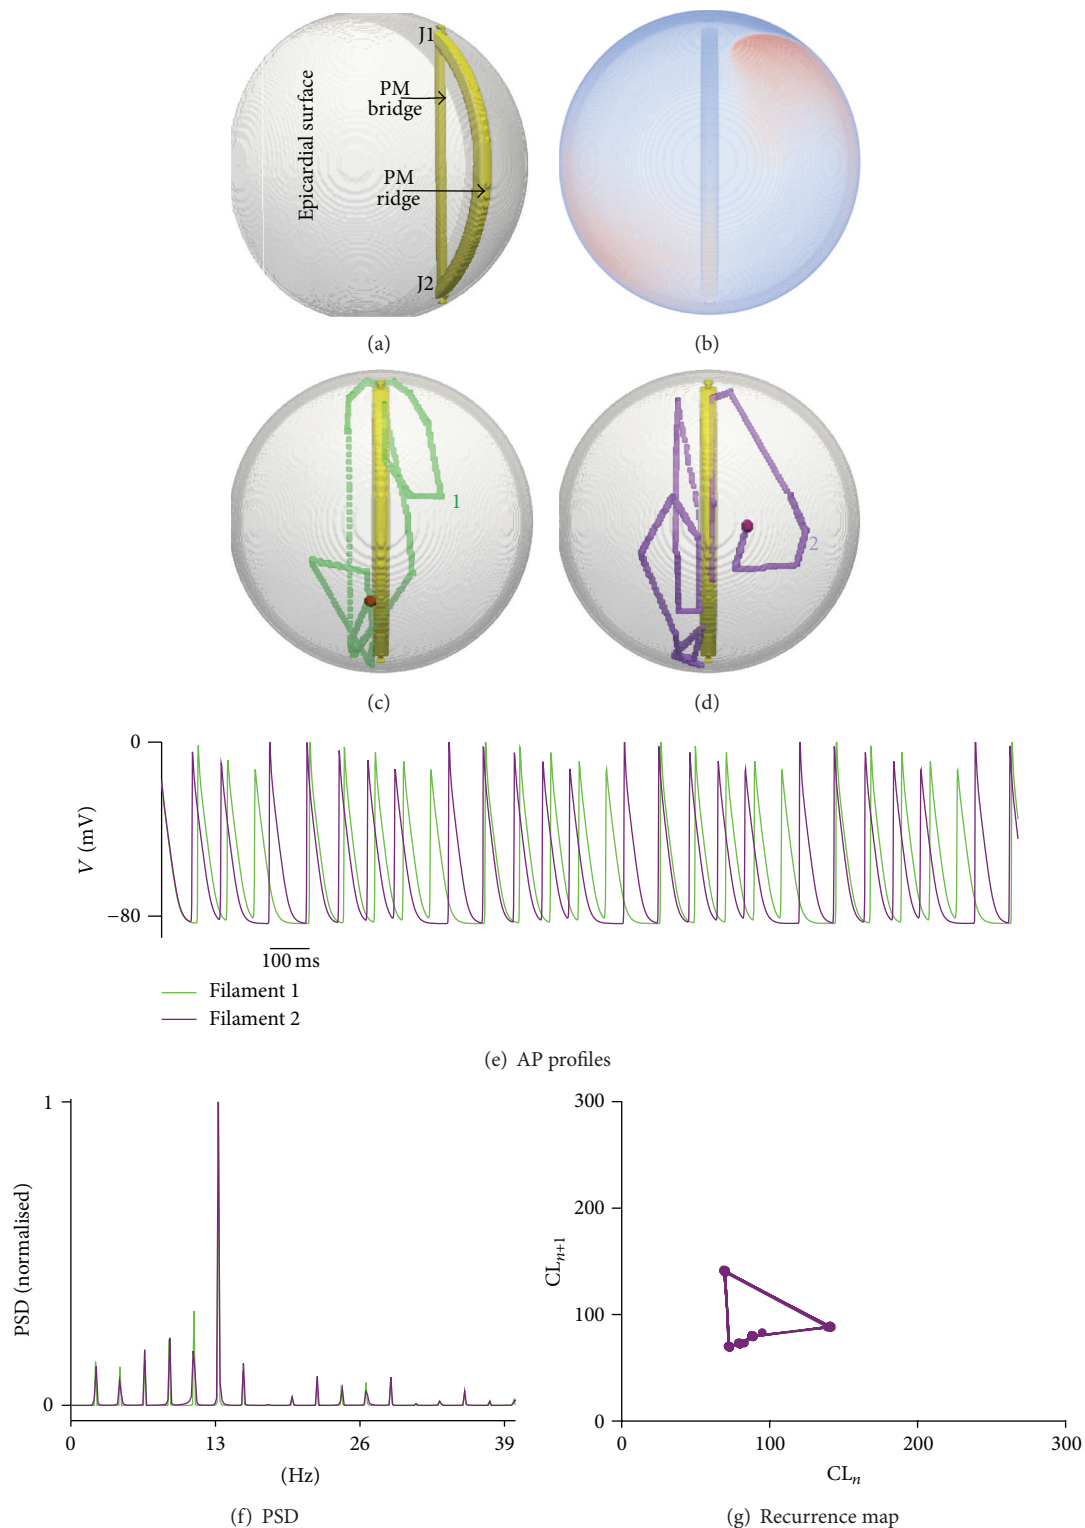 J1
PM
bridge
Epicardial surface
PM
ridge
J2
(a)
(b)
1
2
(c)
(d)
0
V (mV)
−80
100 ms
Filament 1
Filament 2
(e) AP profiles
1
PSD (normalised)
0
0 13 26 39
(Hz)
(f) PSD
300
200
CLn+1
100
0
0 100 200 300
CLn
(g) Recurrence map